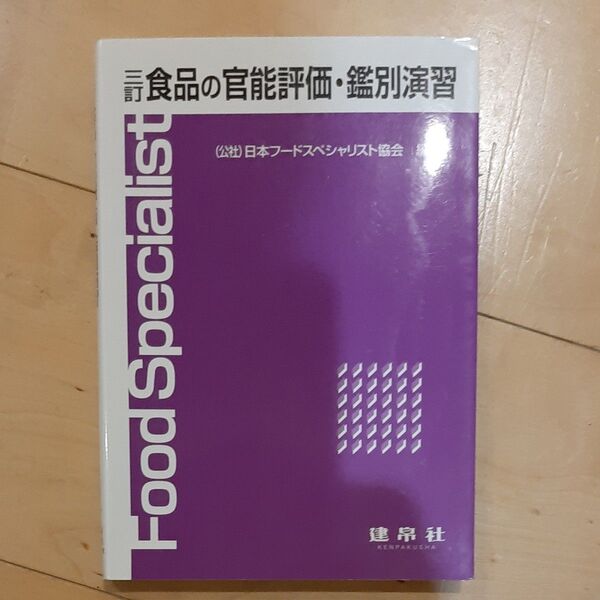 三訂 食品の官能評価・鑑別演習
(公社)日本フードスペシャリスト協会
Food Specialist
建帛社
KENPAKUSHA